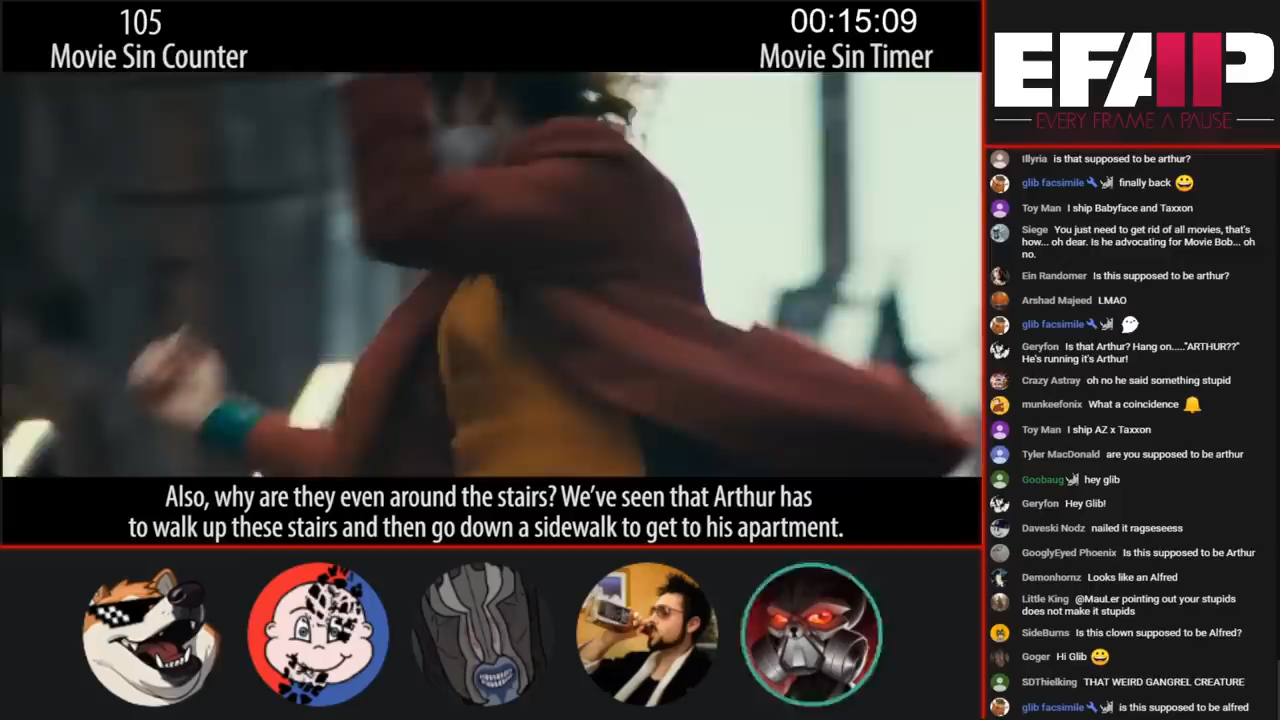 105
Movie Sin Counter
00:15:09
Movie Sin Timer
Also, why are they even around the stairs? We've seen that Arthur has
to walk up these stairs and then go down a sidewalk to get to his apartment.
EFAP
EVERY FRAME A PAUSE
Illyria is that supposed to be arthur?
glib facsimile finally back 😀
Toy Man I ship Babyface and Taxxon
Siege You just need to get rid of all movies, that's
how... oh dear. Is he advocating for Movie Bob... oh
no.
Ein Randomer Is this supposed to be arthur?
Arshad Majeed LMAO
glib facsimile
Geryfon Is that Arthur? Hang on....."ARTHUR??"
He's running it's Arthur!
Crazy Astray oh no he said something stupid
munkeefonix What a coincidence 🔔
Toy Man I ship AZ x Taxxon
Tyler MacDonald are you supposed to be arthur
Goobaug hey glib
Geryfon Hey Glib!
Daveski Nodz nailed it ragseseess
GooglyEyed Phoenix Is this supposed to be Arthur
Demonhornz Looks like an Alfred
Little King @MauLer pointing out your stupids
does not make it stupids
SideBurns Is this clown supposed to be Alfred?
Goger Hi Glib 😀
SDThielking THAT WEIRD GANGREL CREATURE
glib facsimile is this supposed to be alfred